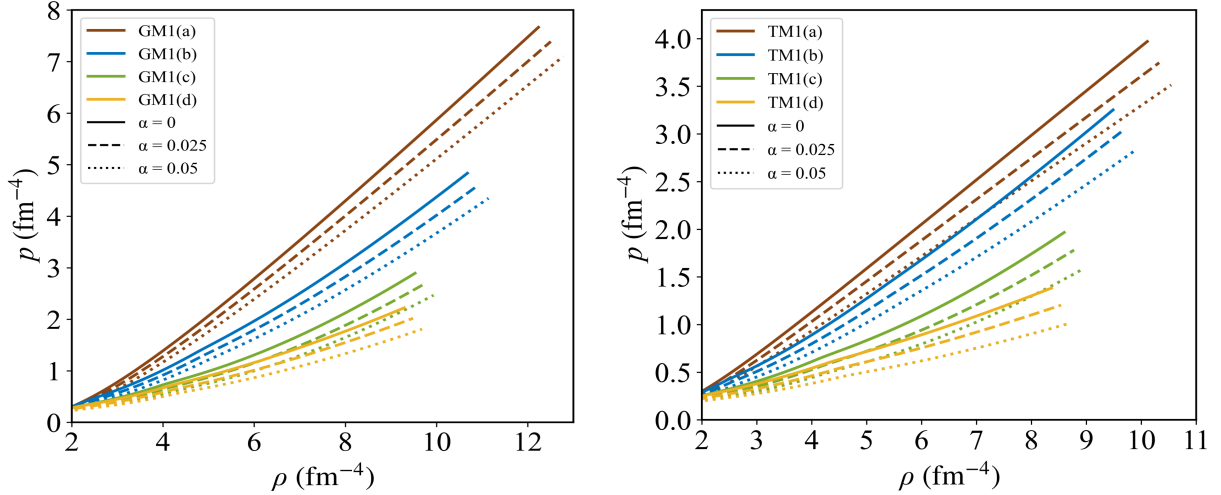 8
7
6
5
4
3
2
1
0
p (fm⁻⁴)
GM1(a)
GM1(b)
GM1(c)
GM1(d)
α = 0
α = 0.025
α = 0.05
2 4 6 8 10 12
ρ (fm⁻⁴)
4.0
3.5
3.0
2.5
2.0
1.5
1.0
0.5
0.0
p (fm⁻⁴)
TM1(a)
TM1(b)
TM1(c)
TM1(d)
α = 0
α = 0.025
α = 0.05
2 3 4 5 6 7 8 9 10 11
ρ (fm⁻⁴)